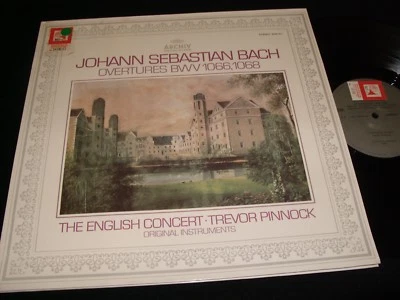 ARCHIV
JOHANN SEBASTIAN BACH
OVERTURES BWV 1066; 1068
THE ENGLISH CONCERT · TREVOR PINNOCK
ORIGINAL INSTRUMENTS